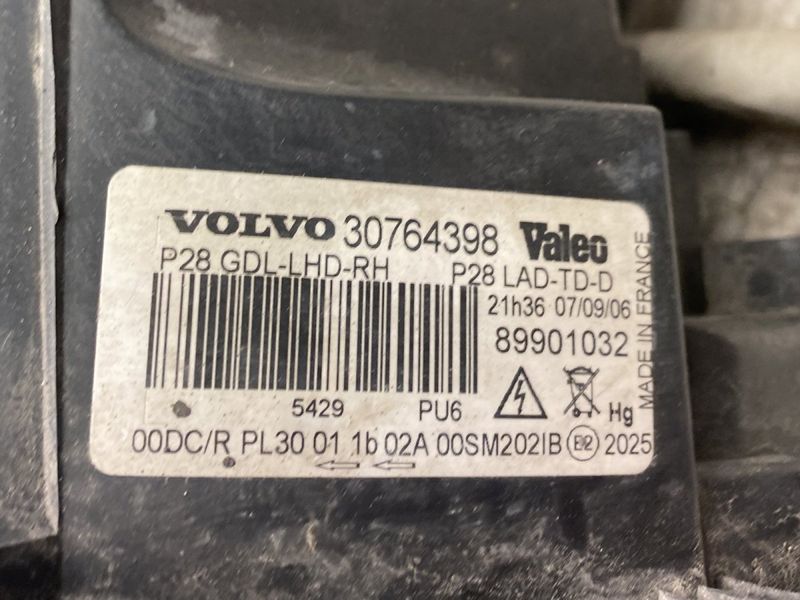 VOLVO 30764398 Valeo
P28 GDL-LHD-RH P28 LAD-TD-D
21h36 07/09/06
89901032
MADE IN FRANCE
5429 PU6 Hg
00DC/R PL30 01 1b 02A 00SM202IB E2 2025